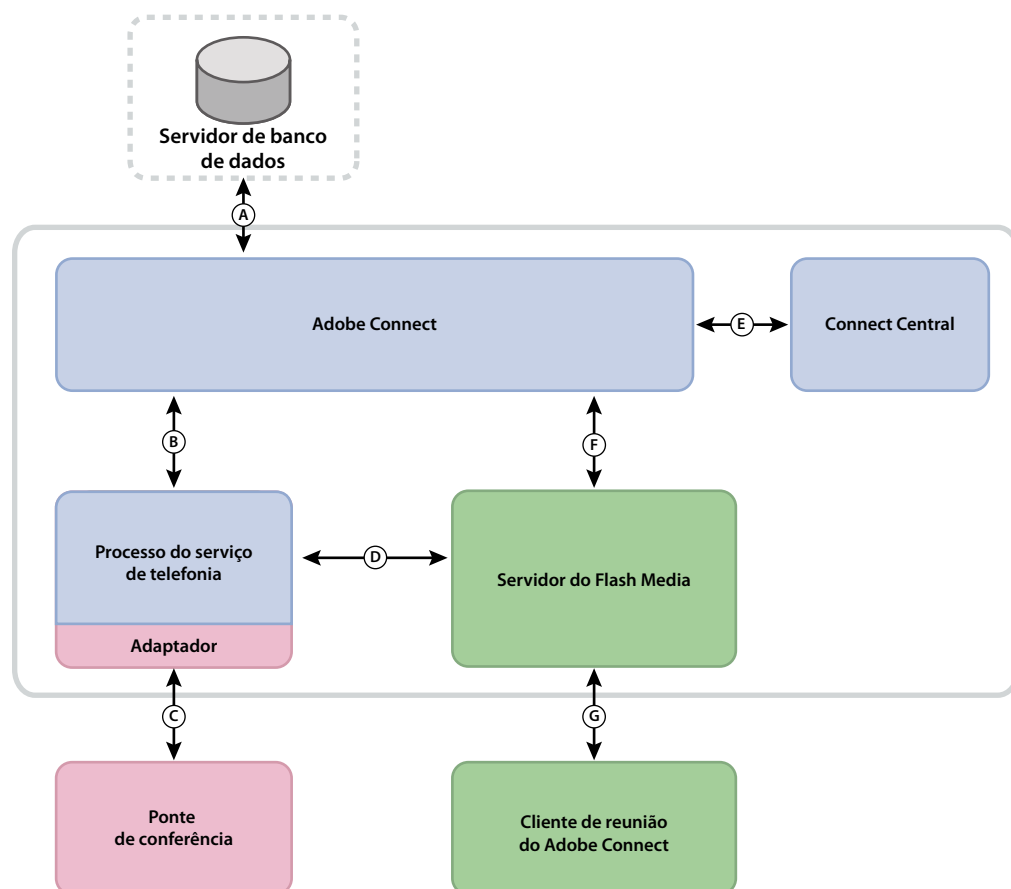 Servidor de banco
de dados
A
Adobe Connect
E
Connect Central
B
F
Processo do serviço
de telefonia
D
Servidor do Flash Media
Adaptador
C
G
Ponte
de conferência
Cliente de reunião
do Adobe Connect